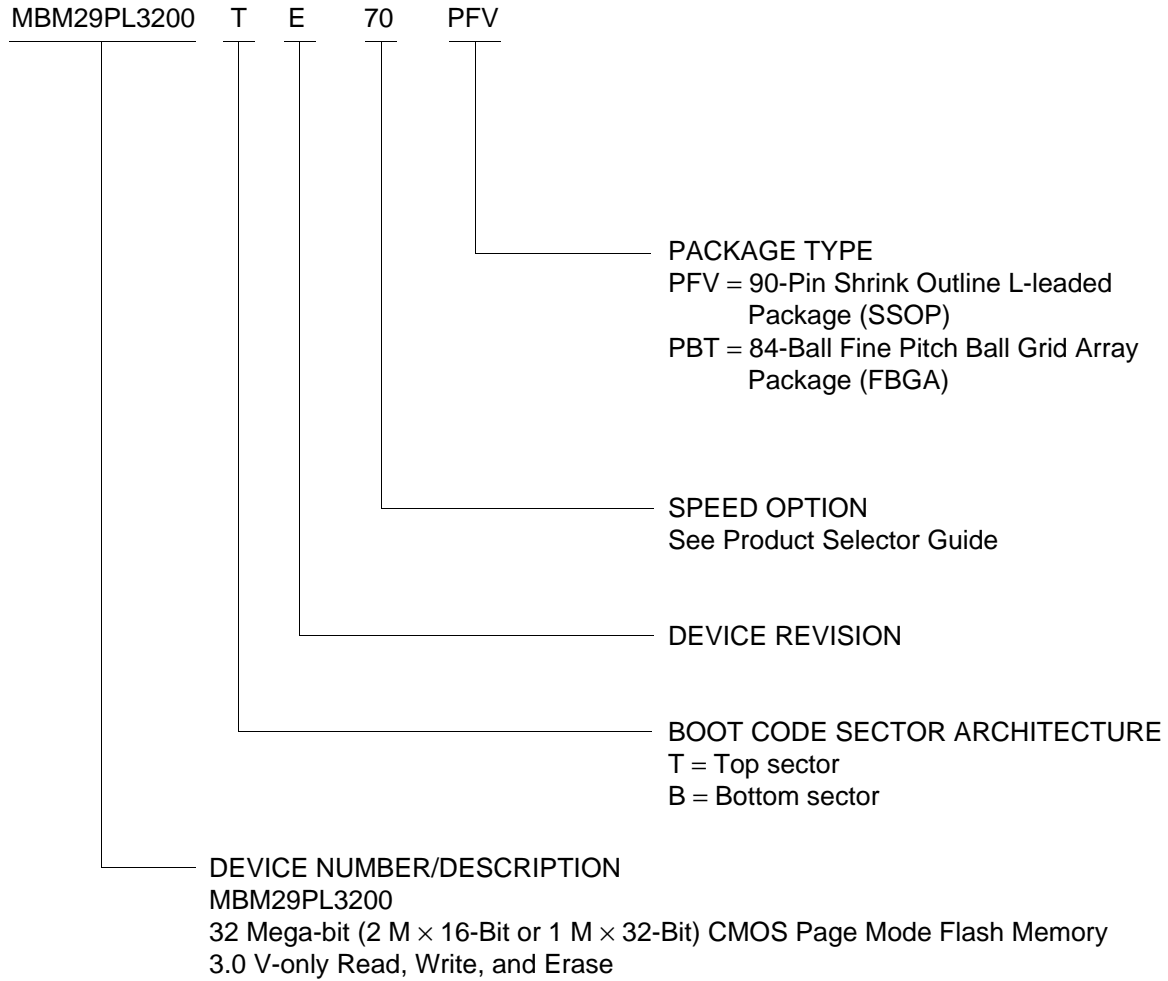 MBM29PL3200 T E 70 PFV
PACKAGE TYPE
PFV = 90-Pin Shrink Outline L-leaded
Package (SSOP)
PBT = 84-Ball Fine Pitch Ball Grid Array
Package (FBGA)
SPEED OPTION
See Product Selector Guide
DEVICE REVISION
BOOT CODE SECTOR ARCHITECTURE
T = Top sector
B = Bottom sector
DEVICE NUMBER/DESCRIPTION
MBM29PL3200
32 Mega-bit (2 M × 16-Bit or 1 M × 32-Bit) CMOS Page Mode Flash Memory
3.0 V-only Read, Write, and Erase